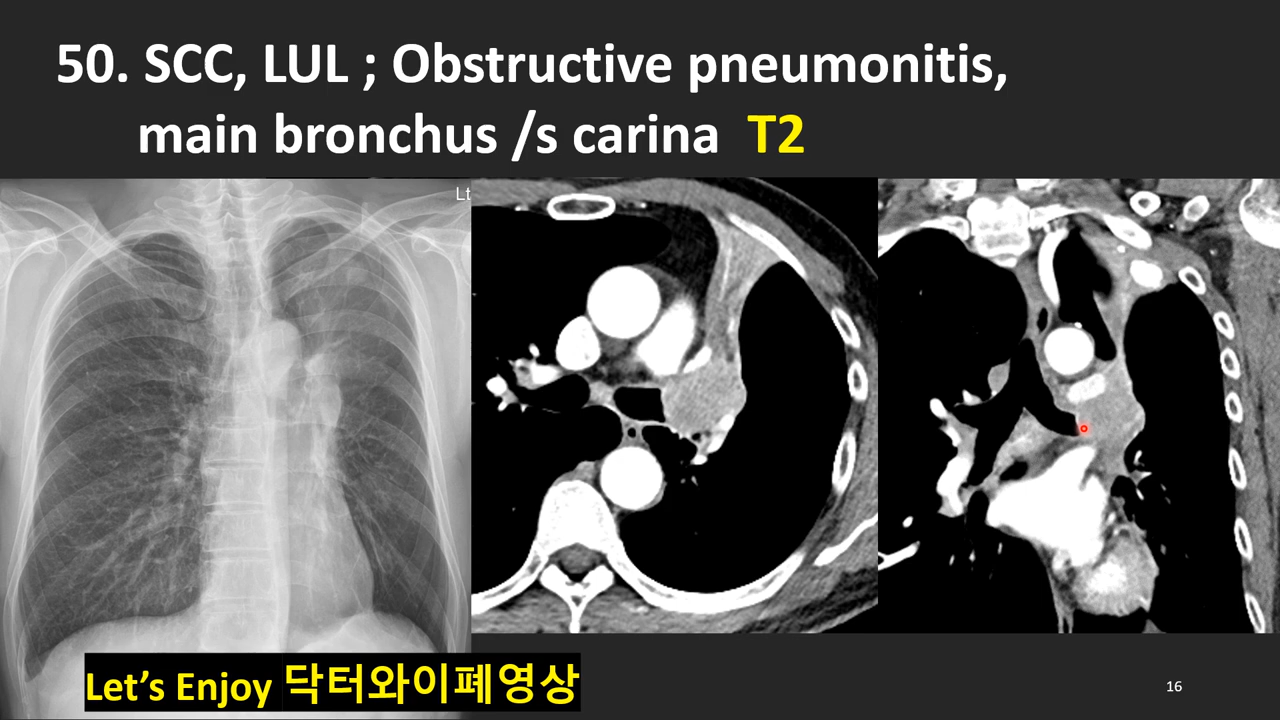 50. SCC, LUL ; Obstructive pneumonitis,
main bronchus /s carina T2
Lt
Let’s Enjoy 닥터와이폐영상
16